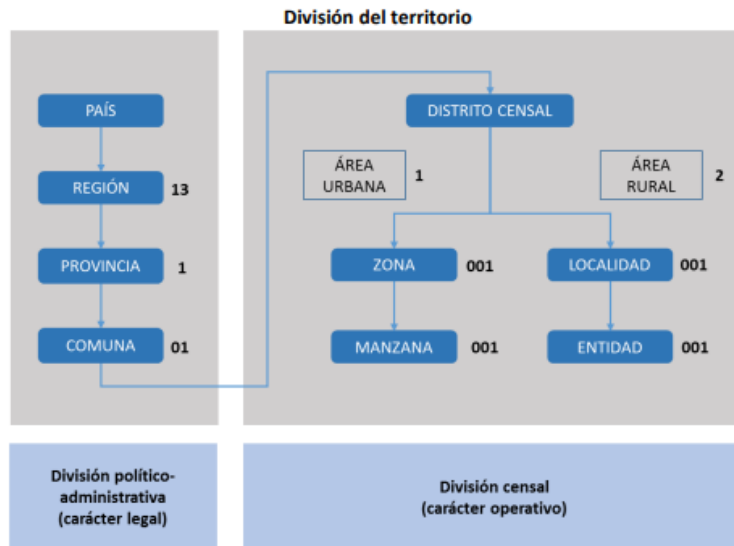 División del territorio
PAÍS
REGIÓN 13
PROVINCIA 1
COMUNA 01
DISTRITO CENSAL
ÁREA
URBANA
1
ÁREA
RURAL
2
ZONA 001
LOCALIDAD 001
MANZANA 001
ENTIDAD 001
División político-
administrativa
(carácter legal)
División censal
(carácter operativo)